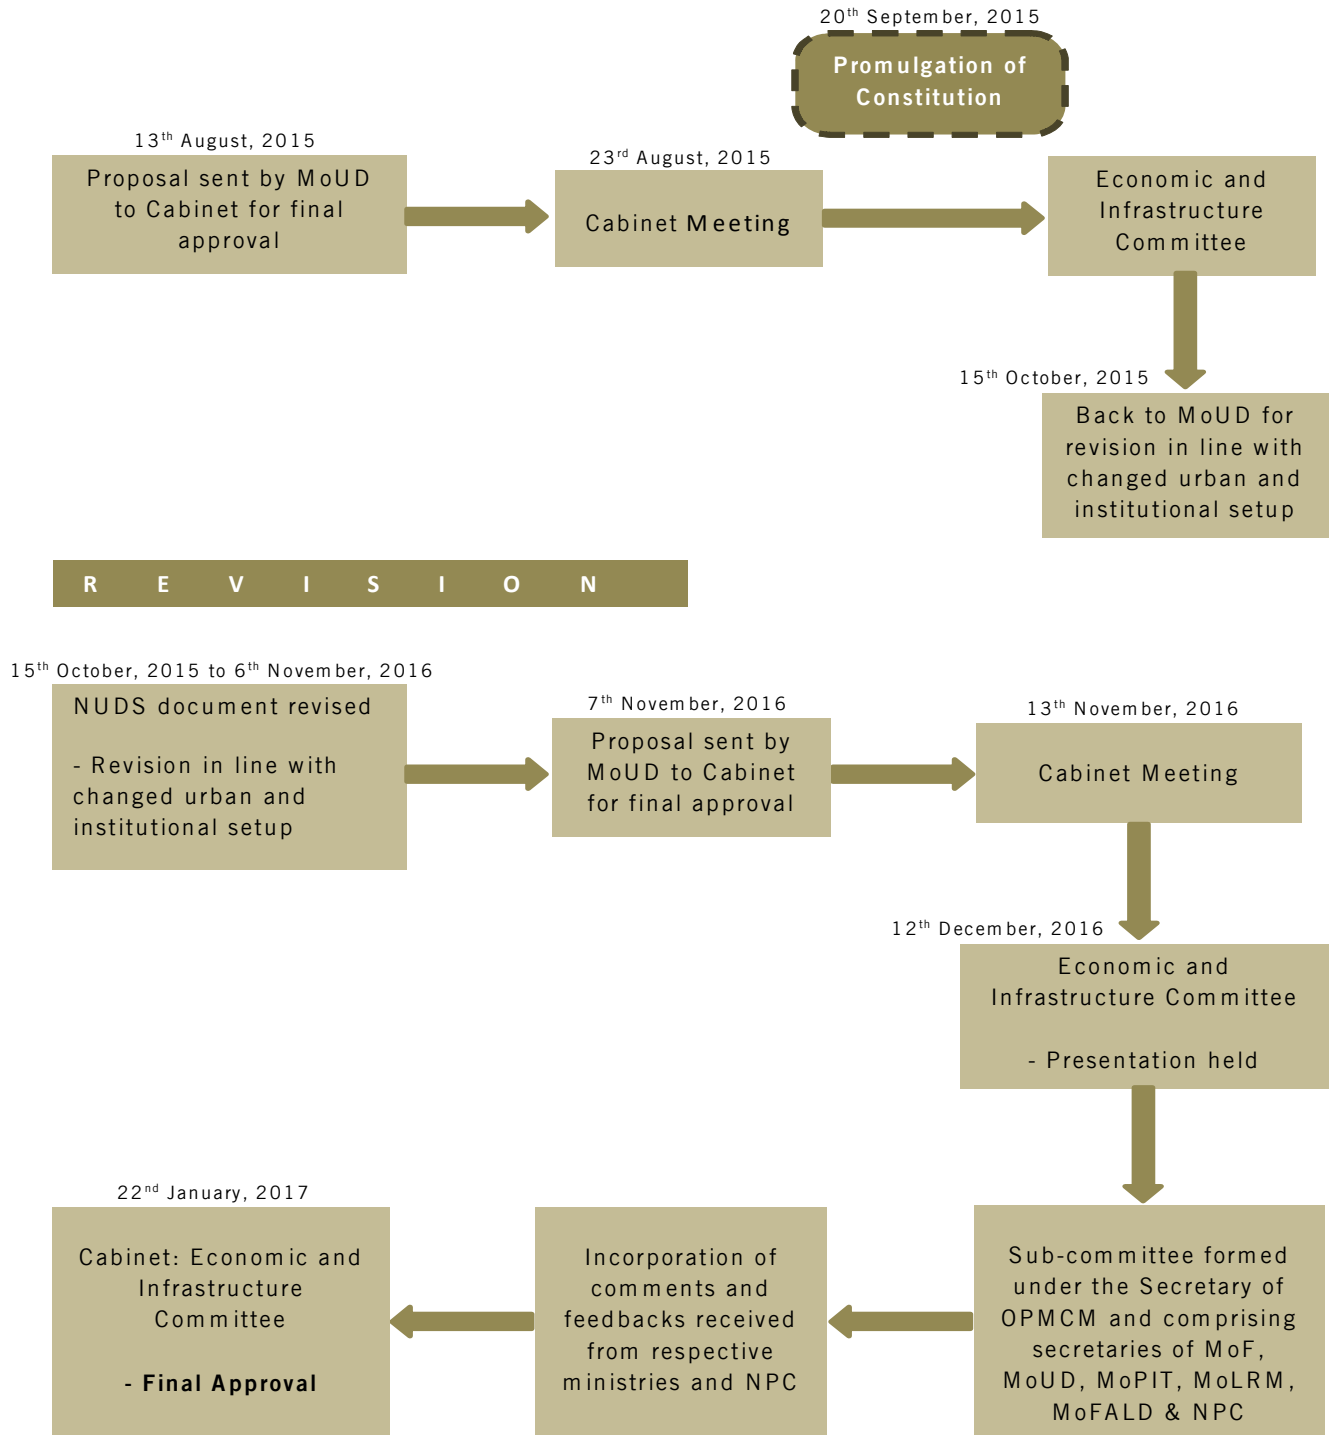 20th September, 2015
Promulgation of
Constitution
13th August, 2015
Proposal sent by MoUD
to Cabinet for final
approval
23rd August, 2015
Cabinet Meeting
Economic and
Infrastructure
Committee
15th October, 2015
Back to MoUD for
revision in line with
changed urban and
institutional setup
R E V I S I O N
15th October, 2015 to 6th November, 2016
NUDS document revised
- Revision in line with
changed urban and
institutional setup
7th November, 2016
Proposal sent by
MoUD to Cabinet
for final approval
13th November, 2016
Cabinet Meeting
12th December, 2016
Economic and
Infrastructure Committee
- Presentation held
Sub-committee formed
under the Secretary of
OPMCM and comprising
secretaries of MoF,
MoUD, MoPIT, MoLRM,
MoFALD & NPC
Incorporation of
comments and
feedbacks received
from respective
ministries and NPC
22nd January, 2017
Cabinet: Economic and
Infrastructure
Committee
- Final Approval